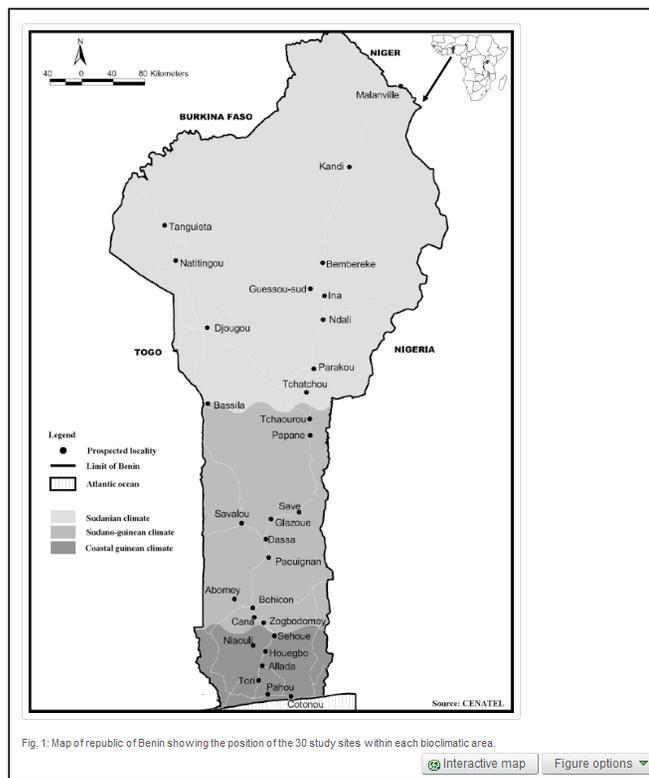 N
NIGER
40 0 40 80 Kilometers
Malanville
BURKINA FASO
Kandi
Tanguieta
Natitingou
Bembereke
Guessou-sud
Ina
Ndali
Djougou
TOGO
NIGERIA
Parakou
Tchatchou
Bassila
Tchaourou
Papane
Legend
Prospected locality
Limit of Benin
Atlantic ocean
Save
Savalou
Glazoue
Sudanian climate
Sudano-guinean climate
Dassa
Coastal guinean climate
Paouignan
Abomey
Bohicon
Cana
Zogbodomey
Sehoue
Niaouli
Houegbo
Allada
Tori
Pahou
Cotonou
Source: CENATEL
Fig. 1: Map of republic of Benin showing the position of the 30 study sites within each bioclimatic area.
Interactive map
Figure options